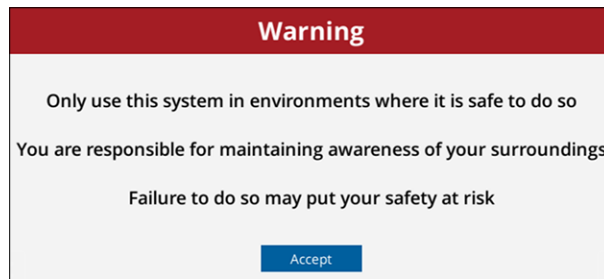 Warning
Only use this system in environments where it is safe to do so
You are responsible for maintaining awareness of your surroundings
Failure to do so may put your safety at risk
Accept